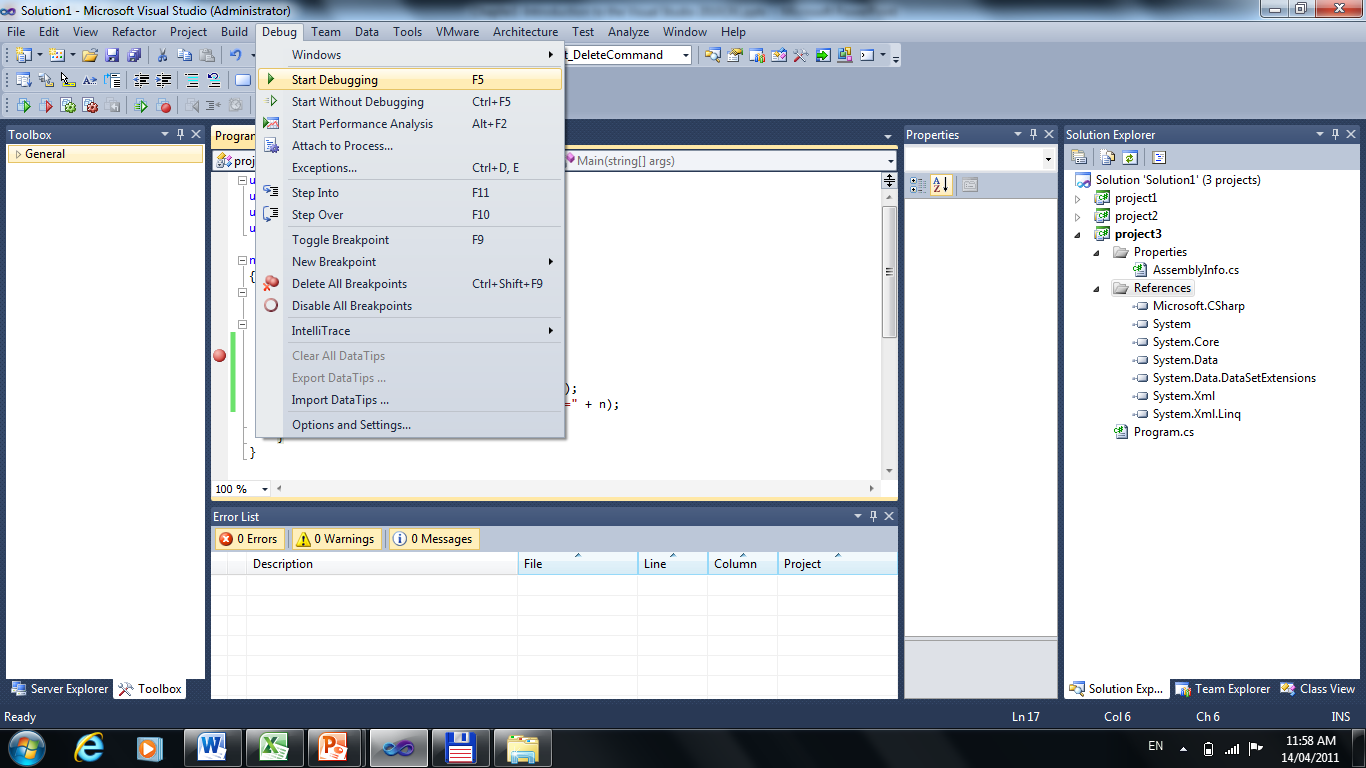 Solution1 - Microsoft Visual Studio (Administrator)
File Edit View Refactor Project Build Debug Team Data Tools VMware Architecture Test Analyze Window Help
Windows
t_DeleteCommand
Start Debugging F5
Start Without Debugging Ctrl+F5
Start Performance Analysis Alt+F2
Attach to Process...
Exceptions... Ctrl+D, E
Step Into F11
Step Over F10
Toggle Breakpoint F9
New Breakpoint
Delete All Breakpoints Ctrl+Shift+F9
Disable All Breakpoints
IntelliTrace
Clear All DataTips
Export DataTips ...
Import DataTips ...
Options and Settings...
Toolbox
General
Server Explorer Toolbox
Program
proj
Main(string[] args)
u
u
u
u
n
{
);
=" + n);
}
}
100 %
Error List
0 Errors 0 Warnings 0 Messages
Description File Line Column Project
Properties
Solution Explorer
Solution 'Solution1' (3 projects)
project1
project2
project3
Properties
AssemblyInfo.cs
References
Microsoft.CSharp
System
System.Core
System.Data
System.Data.DataSetExtensions
System.Xml
System.Xml.Linq
Program.cs
Solution Exp... Team Explorer Class View
Ready Ln 17 Col 6 Ch 6 INS
EN
11:58 AM
14/04/2011